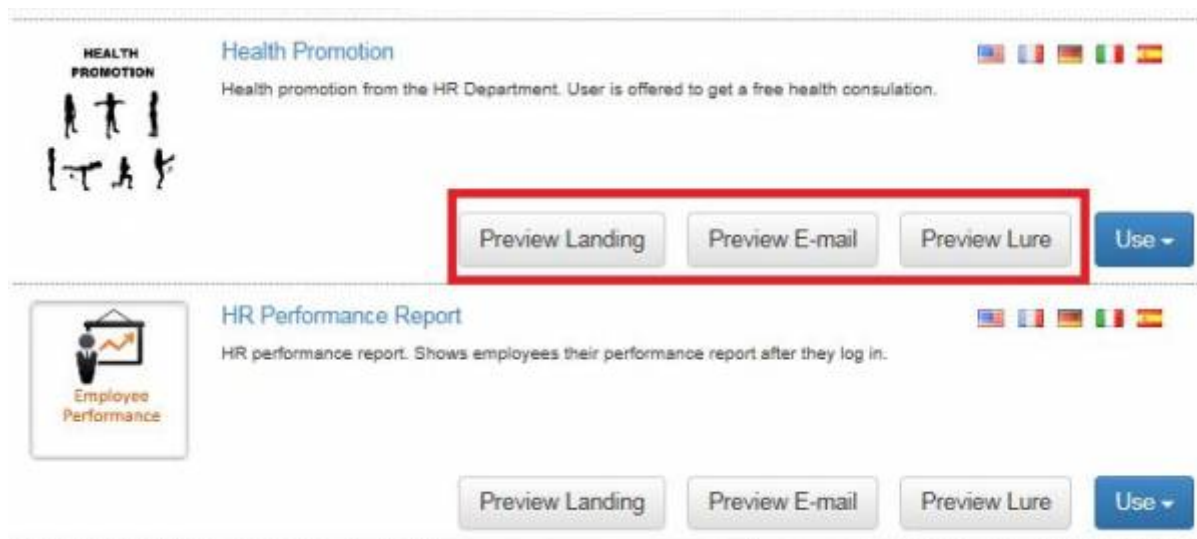 HEALTH
PROMOTION
Health Promotion
Health promotion from the HR Department. User is offered to get a free health consulation.
Preview Landing Preview E-mail Preview Lure Use
Employee
Performance
HR Performance Report
HR performance report. Shows employees their performance report after they log in.
Preview Landing Preview E-mail Preview Lure Use